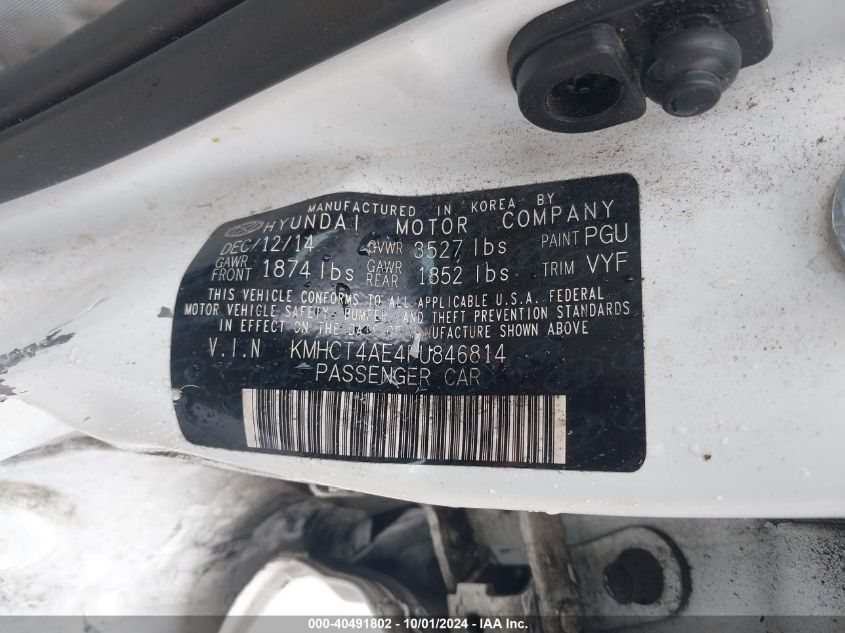 MANUFACTURED IN KOREA BY
HYUNDAI MOTOR COMPANY
DEC/12/14 GVWR 3527 lbs PAINT PGU
GAWR FRONT 1874 lbs GAWR REAR 1852 lbs TRIM VYF
THIS VEHICLE CONFORMS TO ALL APPLICABLE U.S.A. FEDERAL
MOTOR VEHICLE SAFETY, BUMPER, AND THEFT PREVENTION STANDARDS
IN EFFECT ON THE DATE OF MANUFACTURE SHOWN ABOVE
V.I.N KMHCT4AE4FU846814
PASSENGER CAR
000-40491802 - 10/01/2024 - IAA Inc.